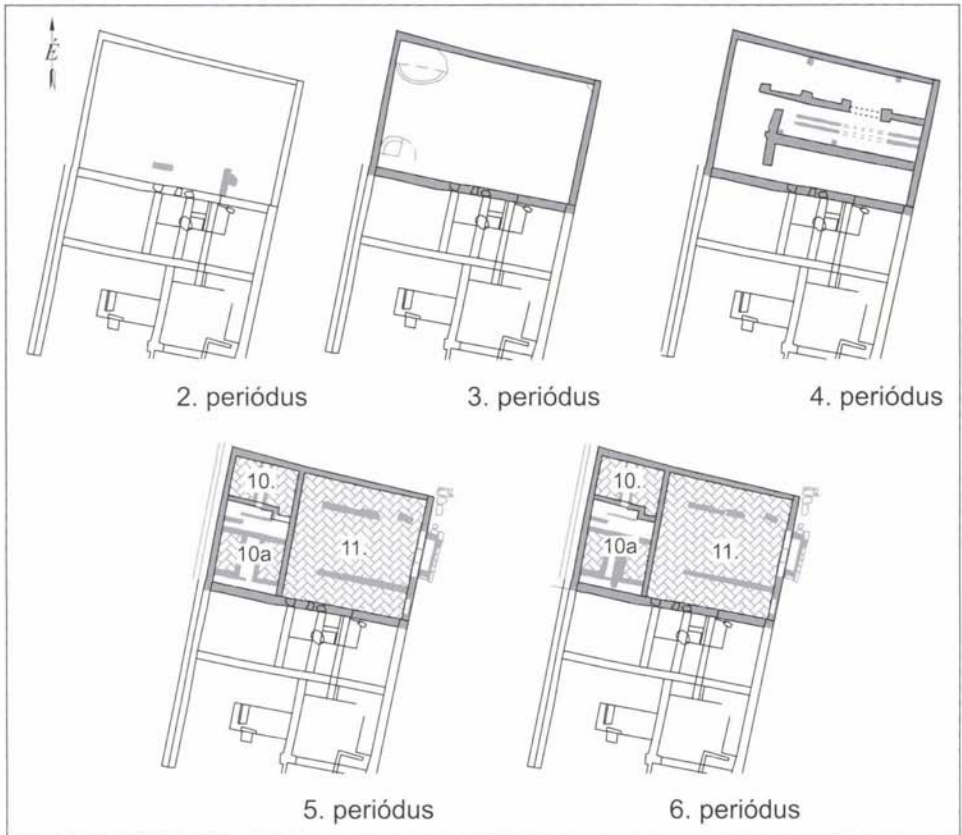 É
2. periódus
3. periódus
4. periódus
10.
10a
11.
5. periódus
10.
10a
11.
6. periódus